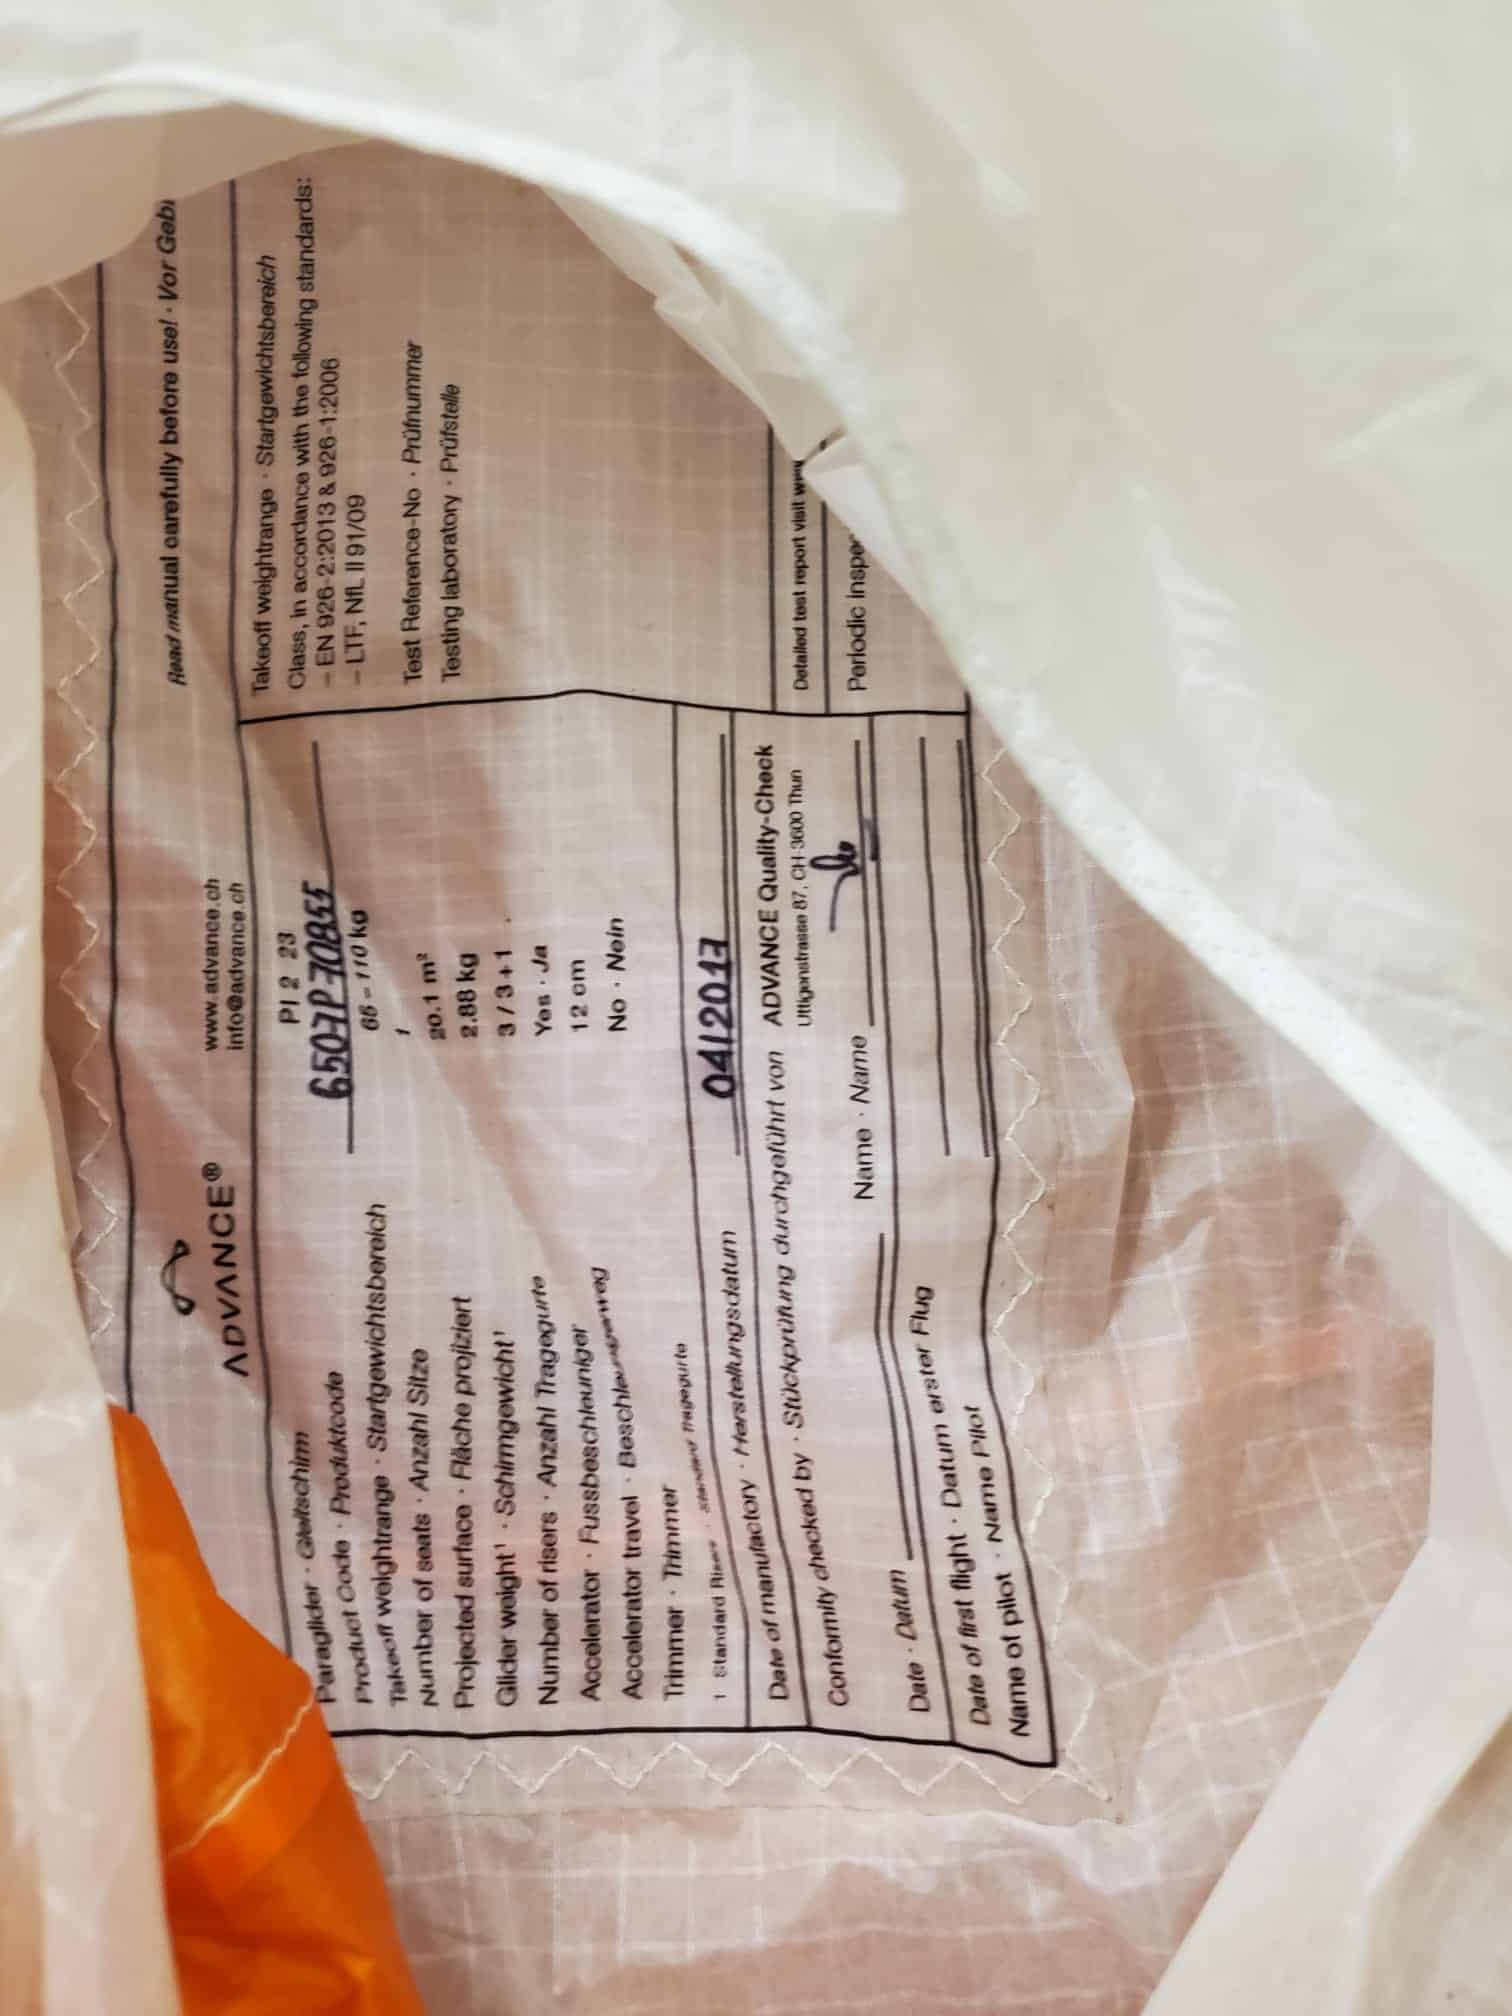 ADVANCE®
www.advance.ch
info@advance.ch
Read manual carefully before use! · Vor Gebr
Paraglider · Gleitschirm PI 2 23
Product Code · Produktcode 6507P70855
Takeoff weightrange · Startgewichtsbereich 65 – 110 kg
Number of seats · Anzahl Sitze 1
Projected surface · Fläche projiziert 20.1 m²
Glider weight¹ · Schirmgewicht¹ 2.88 kg
Number of risers · Anzahl Tragegurte 3 / 3+1
Accelerator · Fussbeschleuniger Yes · Ja
Accelerator travel · Beschleunigerweg 12 cm
Trimmer · Trimmer No · Nein
1 Standard Risers · Standard Tragegurte
Date of manufactory · Herstellungsdatum 04/2017
Conformity checked by · Stückprüfung durchgeführt von ADVANCE Quality-Check
Uttigenstrasse 87, CH-3600 Thun
Date · Datum Name · Name
Date of first flight · Datum erster Flug
Name of pilot · Name Pilot
Takeoff weightrange · Startgewichtsbereich
Class, in accordance with the following standards:
– EN 926-2:2013 & 926-1:2006
– LTF, NfL II 91/09
Test Reference-No · Prüfnummer
Testing laboratory · Prüfstelle
Detailed test report visit ww
Periodic inspe